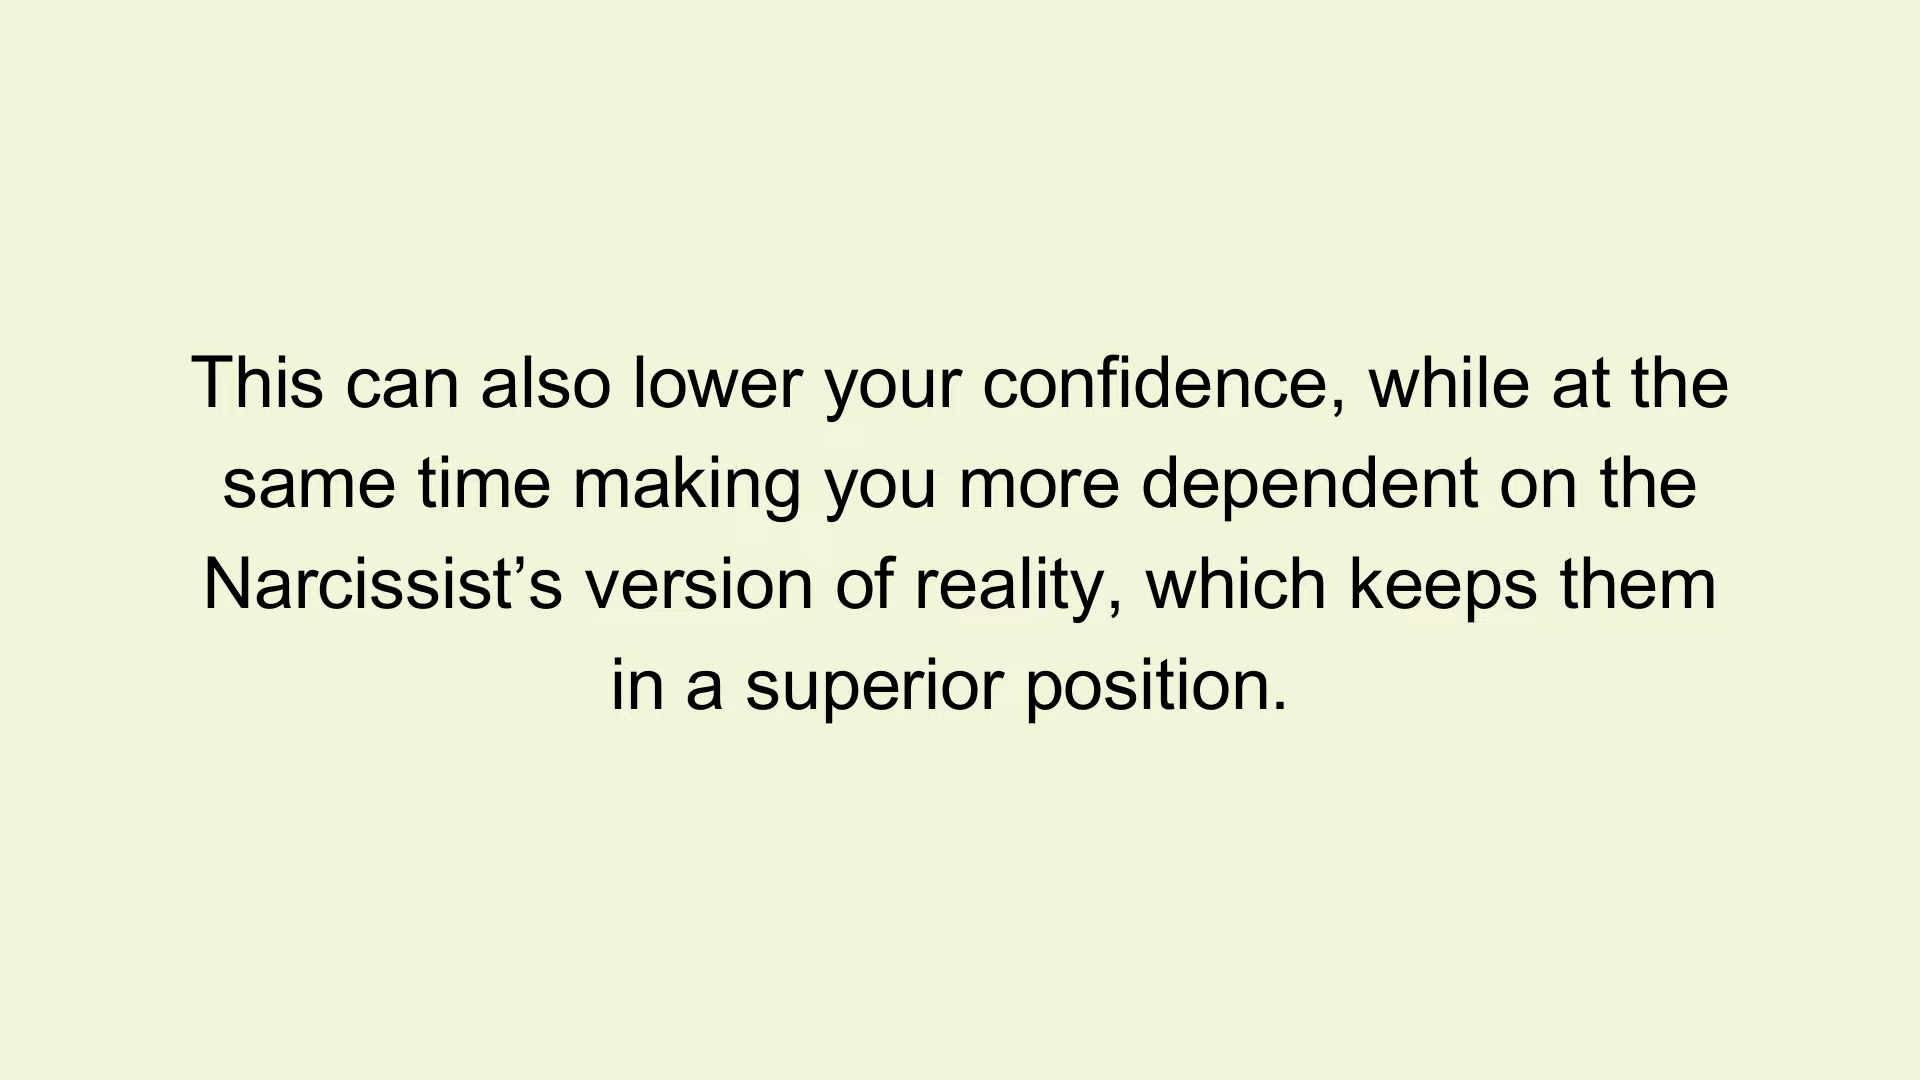 This can also lower your confidence, while at the
same time making you more dependent on the
Narcissist’s version of reality, which keeps them
in a superior position.